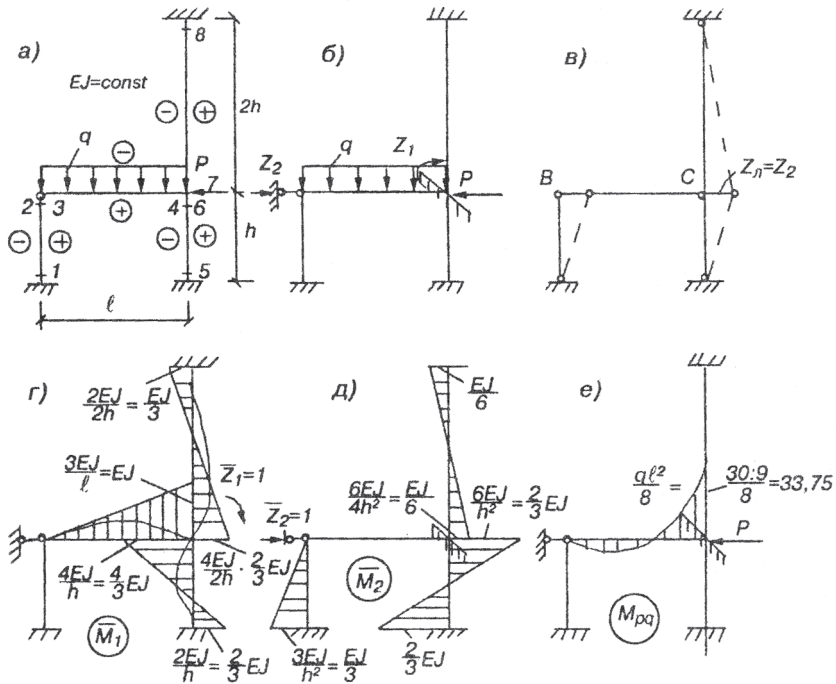 а)
EJ=const
8
2h
q
P
7
2
3
4
6
h
1
5
ℓ
б)
Z₂
q
Z₁
P
в)
B
C
Zл=Z₂
г)
2EJ/2h = EJ/3
3EJ/ℓ = EJ
Z̄₁=1
4EJ/h = 4/3 EJ
4EJ/2h · 2/3 EJ
M̄₁
2EJ/h = 2/3 EJ
д)
EJ/6
6EJ/4h² = EJ/6
6EJ/h² = 2/3 EJ
Z̄₂=1
M̄₂
3EJ/h² = EJ/3
2/3 EJ
е)
qℓ²/8 = 30·9/8 = 33,75
P
Mpq